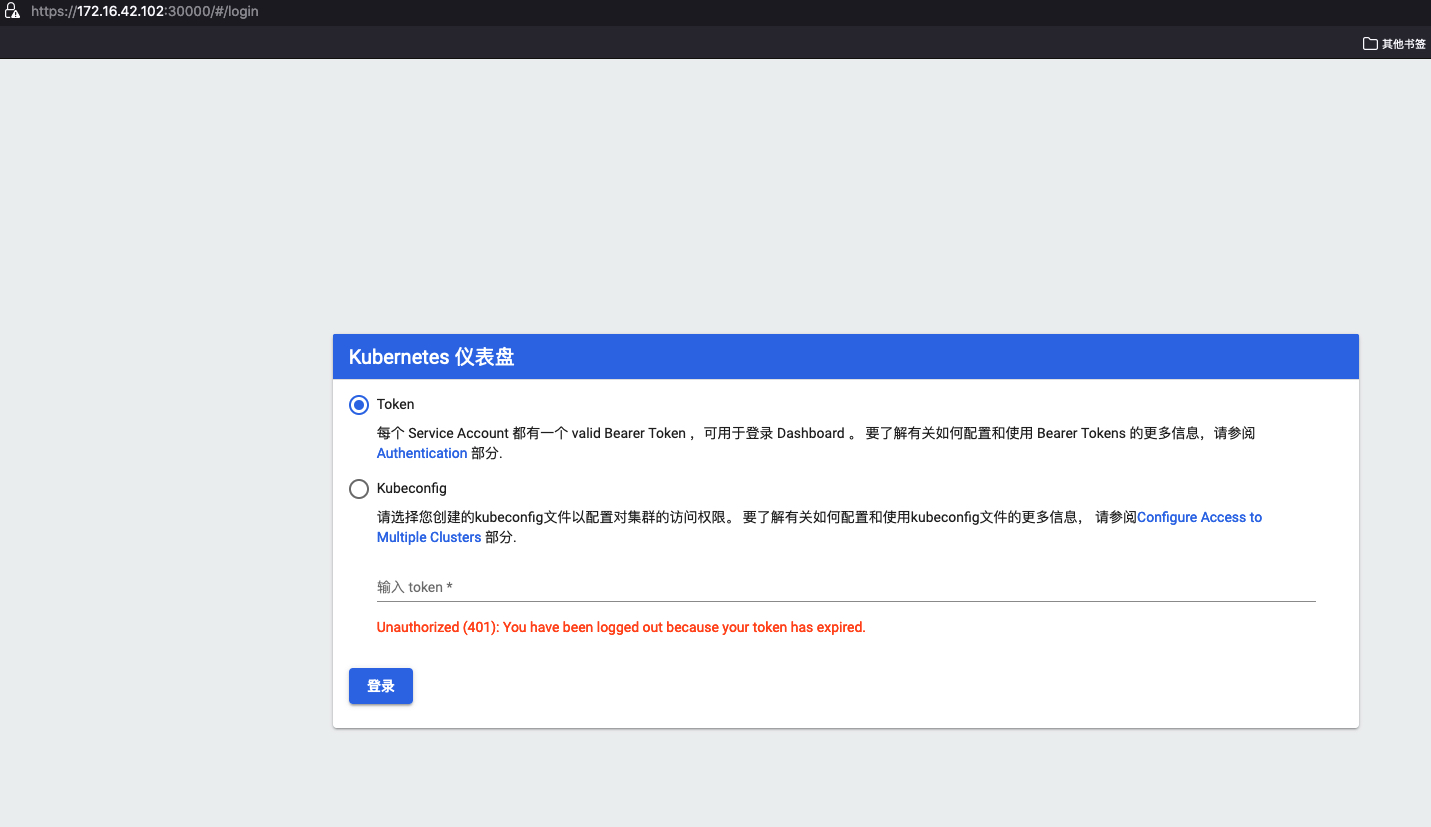 https://172.16.42.102:30000/#/login
其他书签
Kubernetes 仪表盘
Token
每个 Service Account 都有一个 valid Bearer Token ，可用于登录 Dashboard 。 要了解有关如何配置和使用 Bearer Tokens 的更多信息，请参阅
Authentication 部分.
Kubeconfig
请选择您创建的kubeconfig文件以配置对集群的访问权限。 要了解有关如何配置和使用kubeconfig文件的更多信息， 请参阅Configure Access to
Multiple Clusters 部分.
输入 token *
Unauthorized (401): You have been logged out because your token has expired.
登录